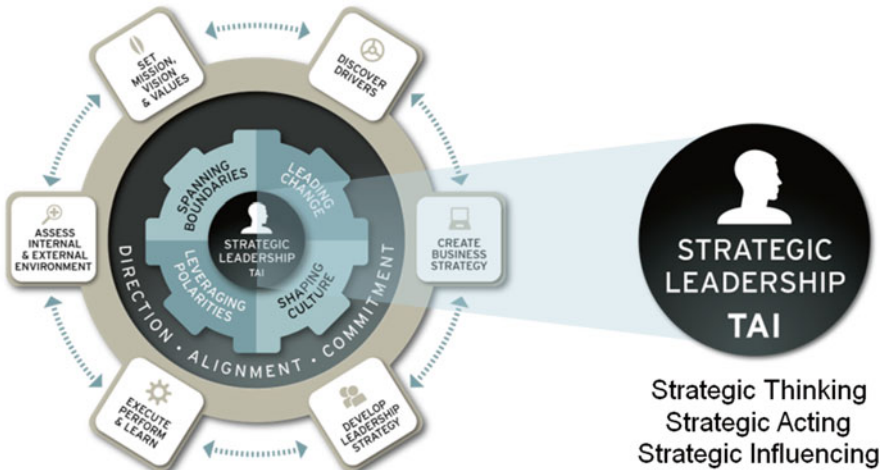 SET
MISSION,
VISION
& VALUES
DISCOVER
DRIVERS
ASSESS
INTERNAL
& EXTERNAL
ENVIRONMENT
CREATE
BUSINESS
STRATEGY
EXECUTE
PERFORM
& LEARN
DEVELOP
LEADERSHIP
STRATEGY
SPANNING
BOUNDARIES
LEADING
CHANGE
LEVERAGING
POLARITIES
SHAPING
CULTURE
STRATEGIC
LEADERSHIP
TAI
DIRECTION • ALIGNMENT • COMMITMENT
STRATEGIC
LEADERSHIP
TAI
Strategic Thinking
Strategic Acting
Strategic Influencing